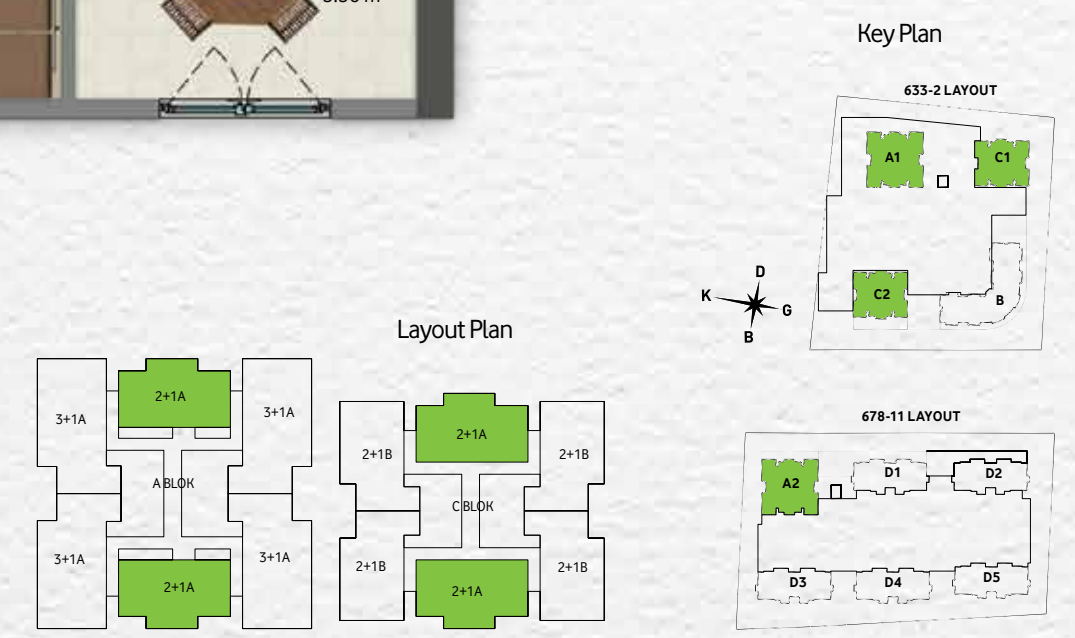 Key Plan
633-2 LAYOUT
A1
C1
D
K
G
B
C2
B
Layout Plan
2+1A
3+1A
3+1A
A BLOK
3+1A
3+1A
2+1A
2+1A
2+1B
2+1B
C BLOK
2+1B
2+1B
2+1A
678-11 LAYOUT
A2
D1
D2
D3
D4
D5